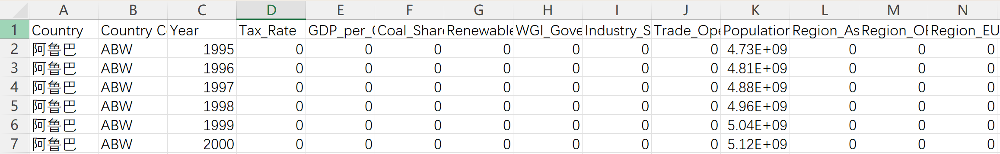 A B C D E F G H I J K L M N
1 Country Country Co Year Tax_Rate GDP_per_C Coal_Share Renewable WGI_Gove Industry_S Trade_Ope Population Region_As Region_OE Region_EU
2 阿鲁巴 ABW 1995 0 0 0 0 0 0 0 4.73E+09 0 0 0
3 阿鲁巴 ABW 1996 0 0 0 0 0 0 0 4.81E+09 0 0 0
4 阿鲁巴 ABW 1997 0 0 0 0 0 0 0 4.88E+09 0 0 0
5 阿鲁巴 ABW 1998 0 0 0 0 0 0 0 4.96E+09 0 0 0
6 阿鲁巴 ABW 1999 0 0 0 0 0 0 0 5.04E+09 0 0 0
7 阿鲁巴 ABW 2000 0 0 0 0 0 0 0 5.12E+09 0 0 0